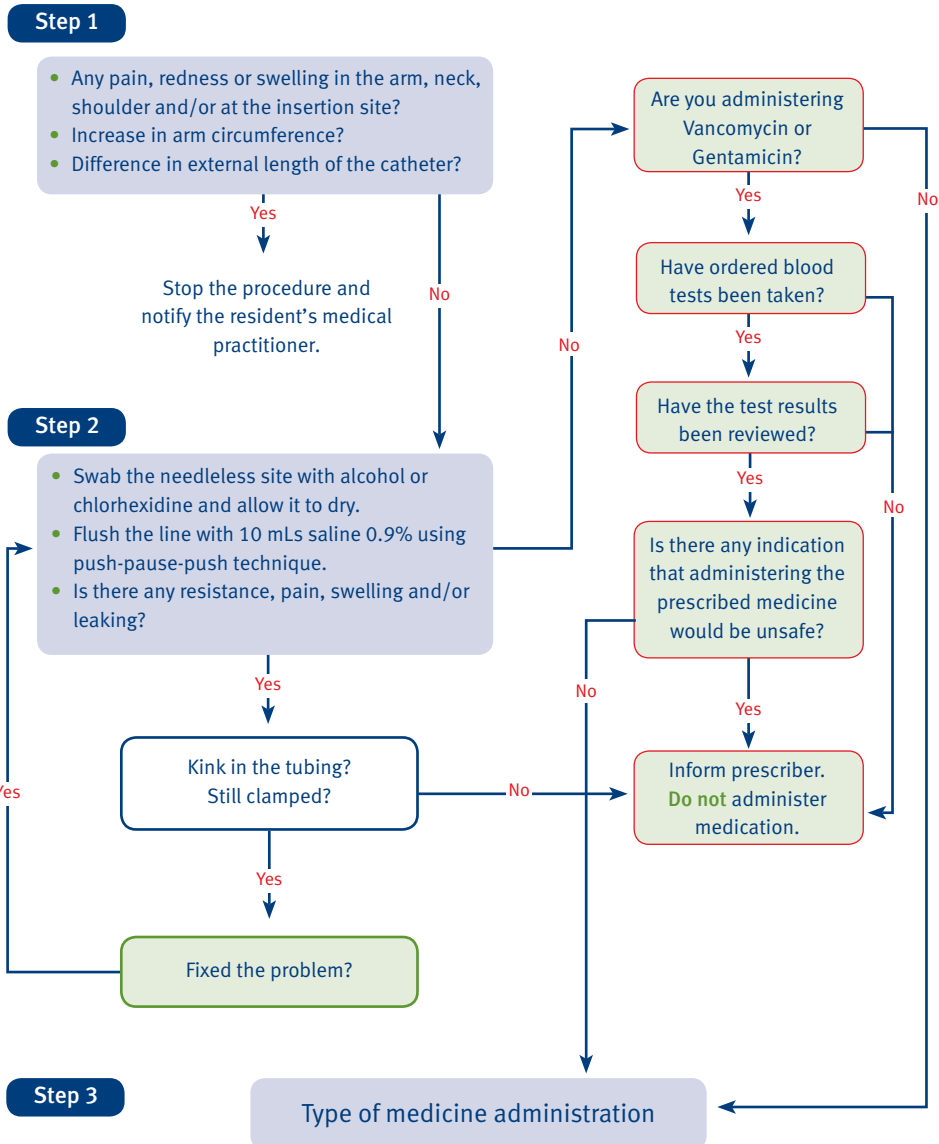 Step 1
• Any pain, redness or swelling in the arm, neck,
shoulder and/or at the insertion site?
• Increase in arm circumference?
• Difference in external length of the catheter?
Yes
Stop the procedure and
notify the resident’s medical
practitioner.
No
Step 2
• Swab the needleless site with alcohol or
chlorhexidine and allow it to dry.
• Flush the line with 10 mLs saline 0.9% using
push-pause-push technique.
• Is there any resistance, pain, swelling and/or
leaking?
Yes
Kink in the tubing?
Still clamped?
No
Yes
Fixed the problem?
Yes
No
Are you administering
Vancomycin or
Gentamicin?
No
Yes
Have ordered blood
tests been taken?
Yes
Have the test results
been reviewed?
No
Yes
Is there any indication
that administering the
prescribed medicine
would be unsafe?
No
Yes
Inform prescriber.
Do not administer
medication.
Step 3
Type of medicine administration